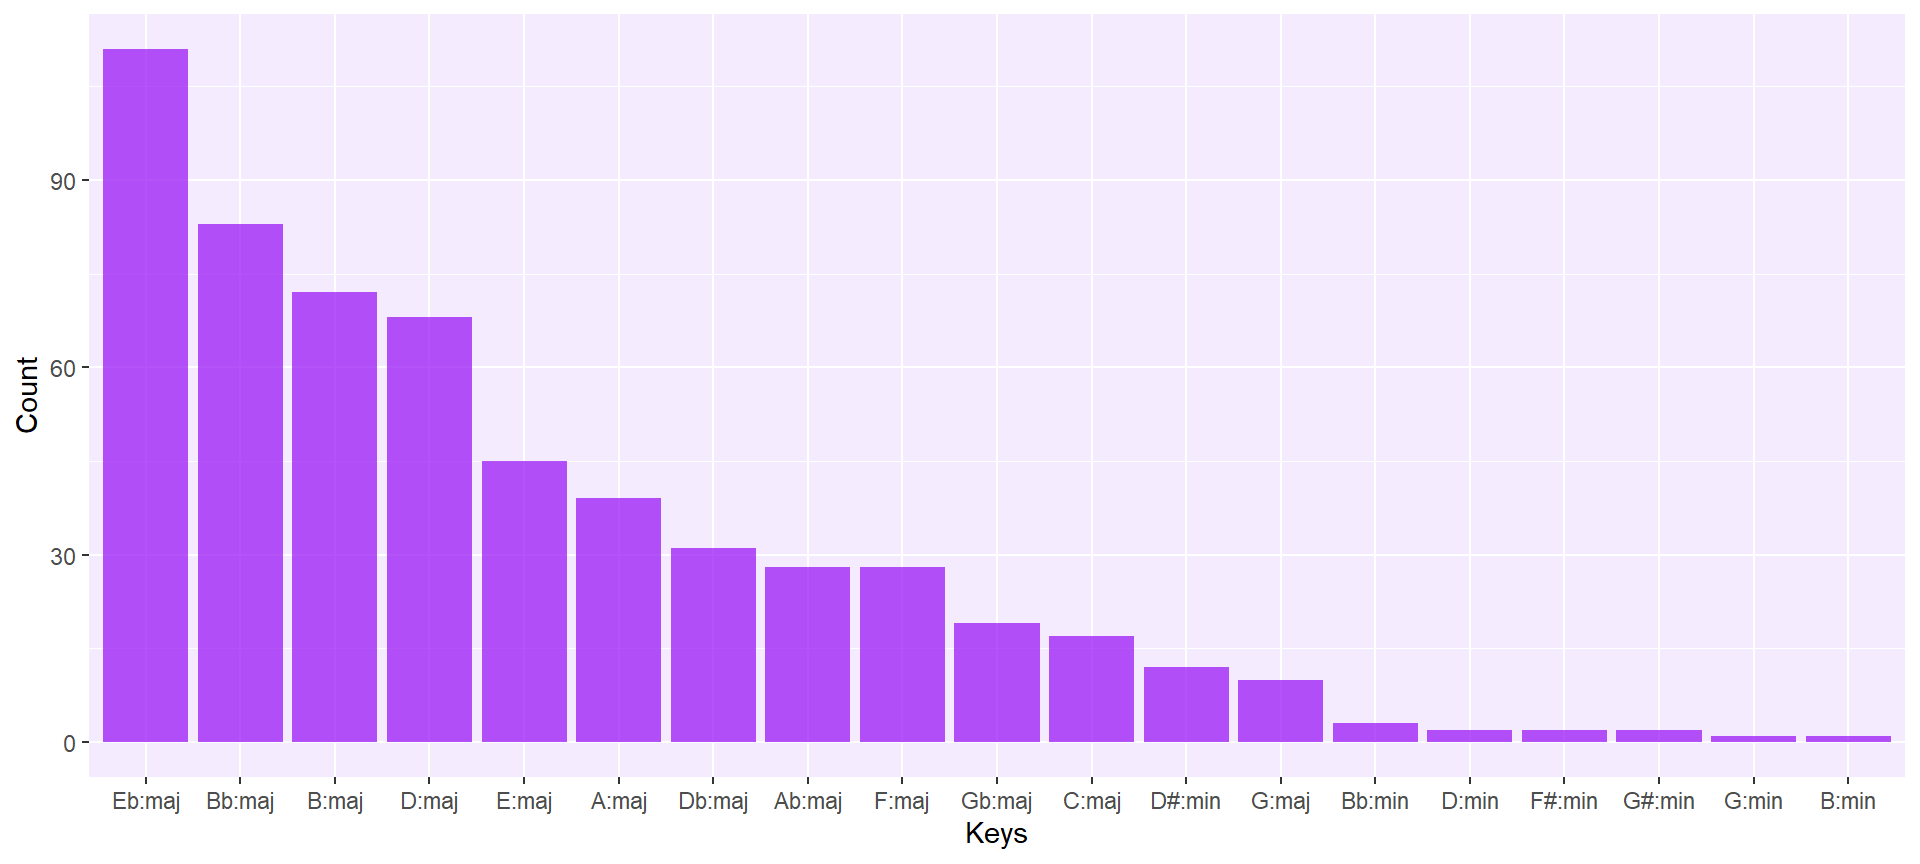 Count
90
60
30
0
Eb:maj Bb:maj B:maj D:maj E:maj A:maj Db:maj Ab:maj F:maj Gb:maj C:maj D#:min G:maj Bb:min D:min F#:min G#:min G:min B:min
Keys